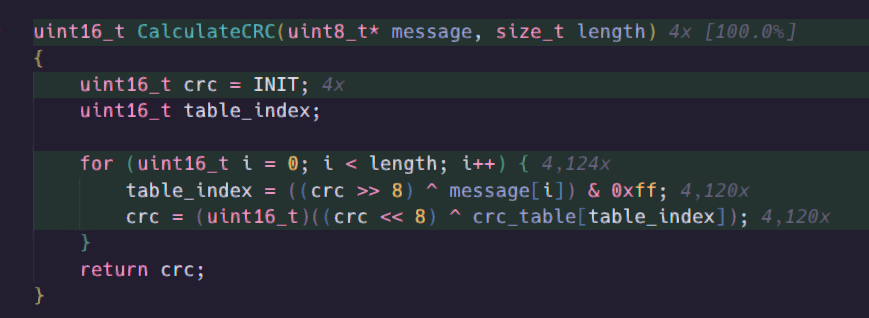 uint16_t CalculateCRC(uint8_t* message, size_t length) 4x [100.0%]
{
    uint16_t crc = INIT; 4x
    uint16_t table_index;

    for (uint16_t i = 0; i < length; i++) { 4,124x
        table_index = ((crc >> 8) ^ message[i]) & 0xff; 4,120x
        crc = (uint16_t)((crc << 8) ^ crc_table[table_index]); 4,120x
    }
    return crc;
}